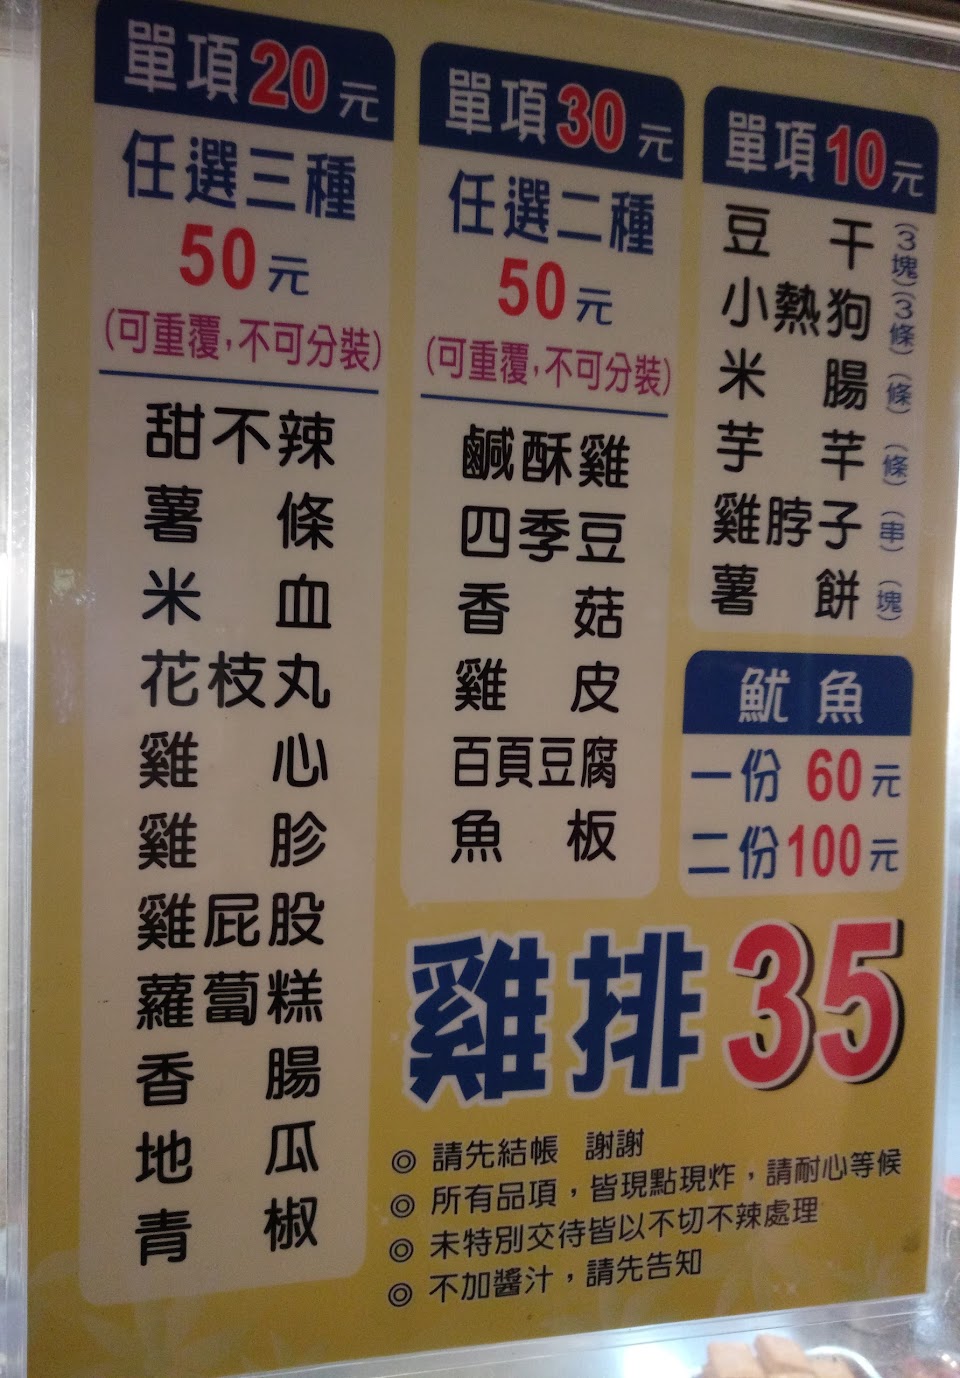 單項20元
任選三種
50元
(可重覆,不可分裝)
甜不辣
薯條
米血
花枝丸
雞心
雞胗
雞屁股
蘿蔔糕
香腸
地瓜
青椒
單項30元
任選二種
50元
(可重覆,不可分裝)
鹹酥雞
四季豆
香菇
雞皮
百頁豆腐
魚板
單項10元
豆干(3塊)
小熱狗(3條)
米腸(條)
芋芊(條)
雞脖子(串)
薯餅(塊)
魷魚
一份60元
二份100元
雞排35
◎請先結帳 謝謝
◎所有品項,皆現點現炸,請耐心等候
◎未特別交待皆以不切不辣處理
◎不加醬汁,請先告知